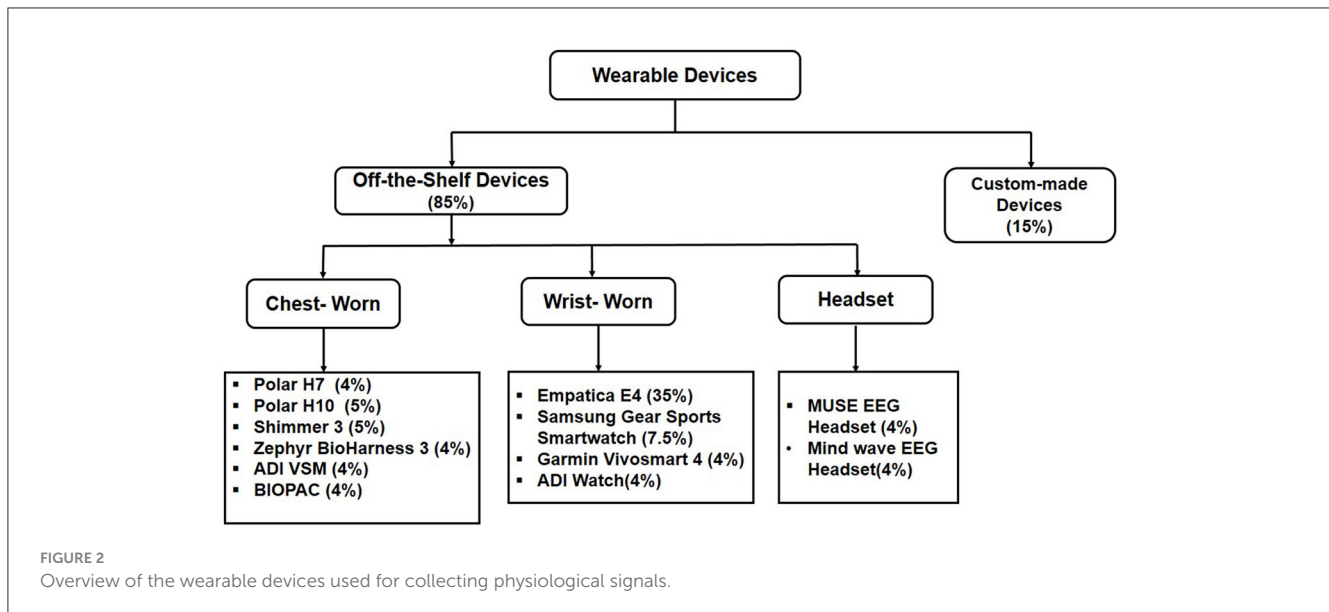 Wearable Devices
Off-the-Shelf Devices
(85%)
Custom-made
Devices
(15%)
Chest- Worn
Wrist- Worn
Headset
▪ Polar H7 (4%)
▪ Polar H10 (5%)
▪ Shimmer 3 (5%)
▪ Zephyr BioHarness 3 (4%)
▪ ADI VSM (4%)
▪ BIOPAC (4%)
▪ Empatica E4 (35%)
▪ Samsung Gear Sports
Smartwatch (7.5%)
▪ Garmin Vivosmart 4 (4%)
▪ ADI Watch(4%)
▪ MUSE EEG
Headset (4%)
• Mind wave EEG
Headset(4%)
FIGURE 2
Overview of the wearable devices used for collecting physiological signals.